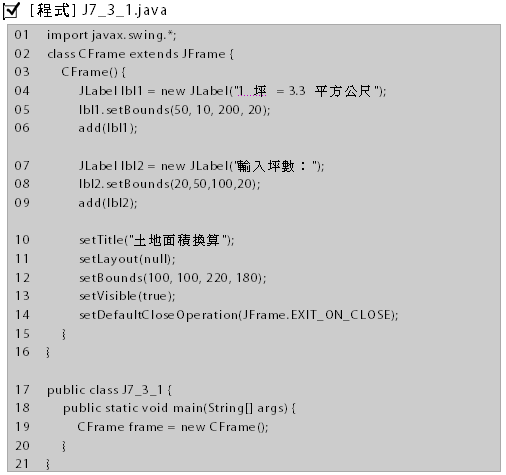 [程式] J7_3_1.java
01 import javax.swing.*;
02 class CFrame extends JFrame {
03 CFrame() {
04 JLabel lbl1 = new JLabel("1...坪 = 3.3 平方公尺");
05 lbl1.setBounds(50, 10, 200, 20);
06 add(lbl1);
07 JLabel lbl2 = new JLabel("輸入坪數：");
08 lbl2.setBounds(20,50,100,20);
09 add(lbl2);
10 setTitle("土地面積換算");
11 setLayout(null);
12 setBounds(100, 100, 220, 180);
13 setVisible(true);
14 setDefaultCloseOperation(JFrame.EXIT_ON_CLOSE);
15 }
16 }
17 public class J7_3_1 {
18 public static void main(String[] args) {
19 CFrame frame = new CFrame();
20 }
21 }